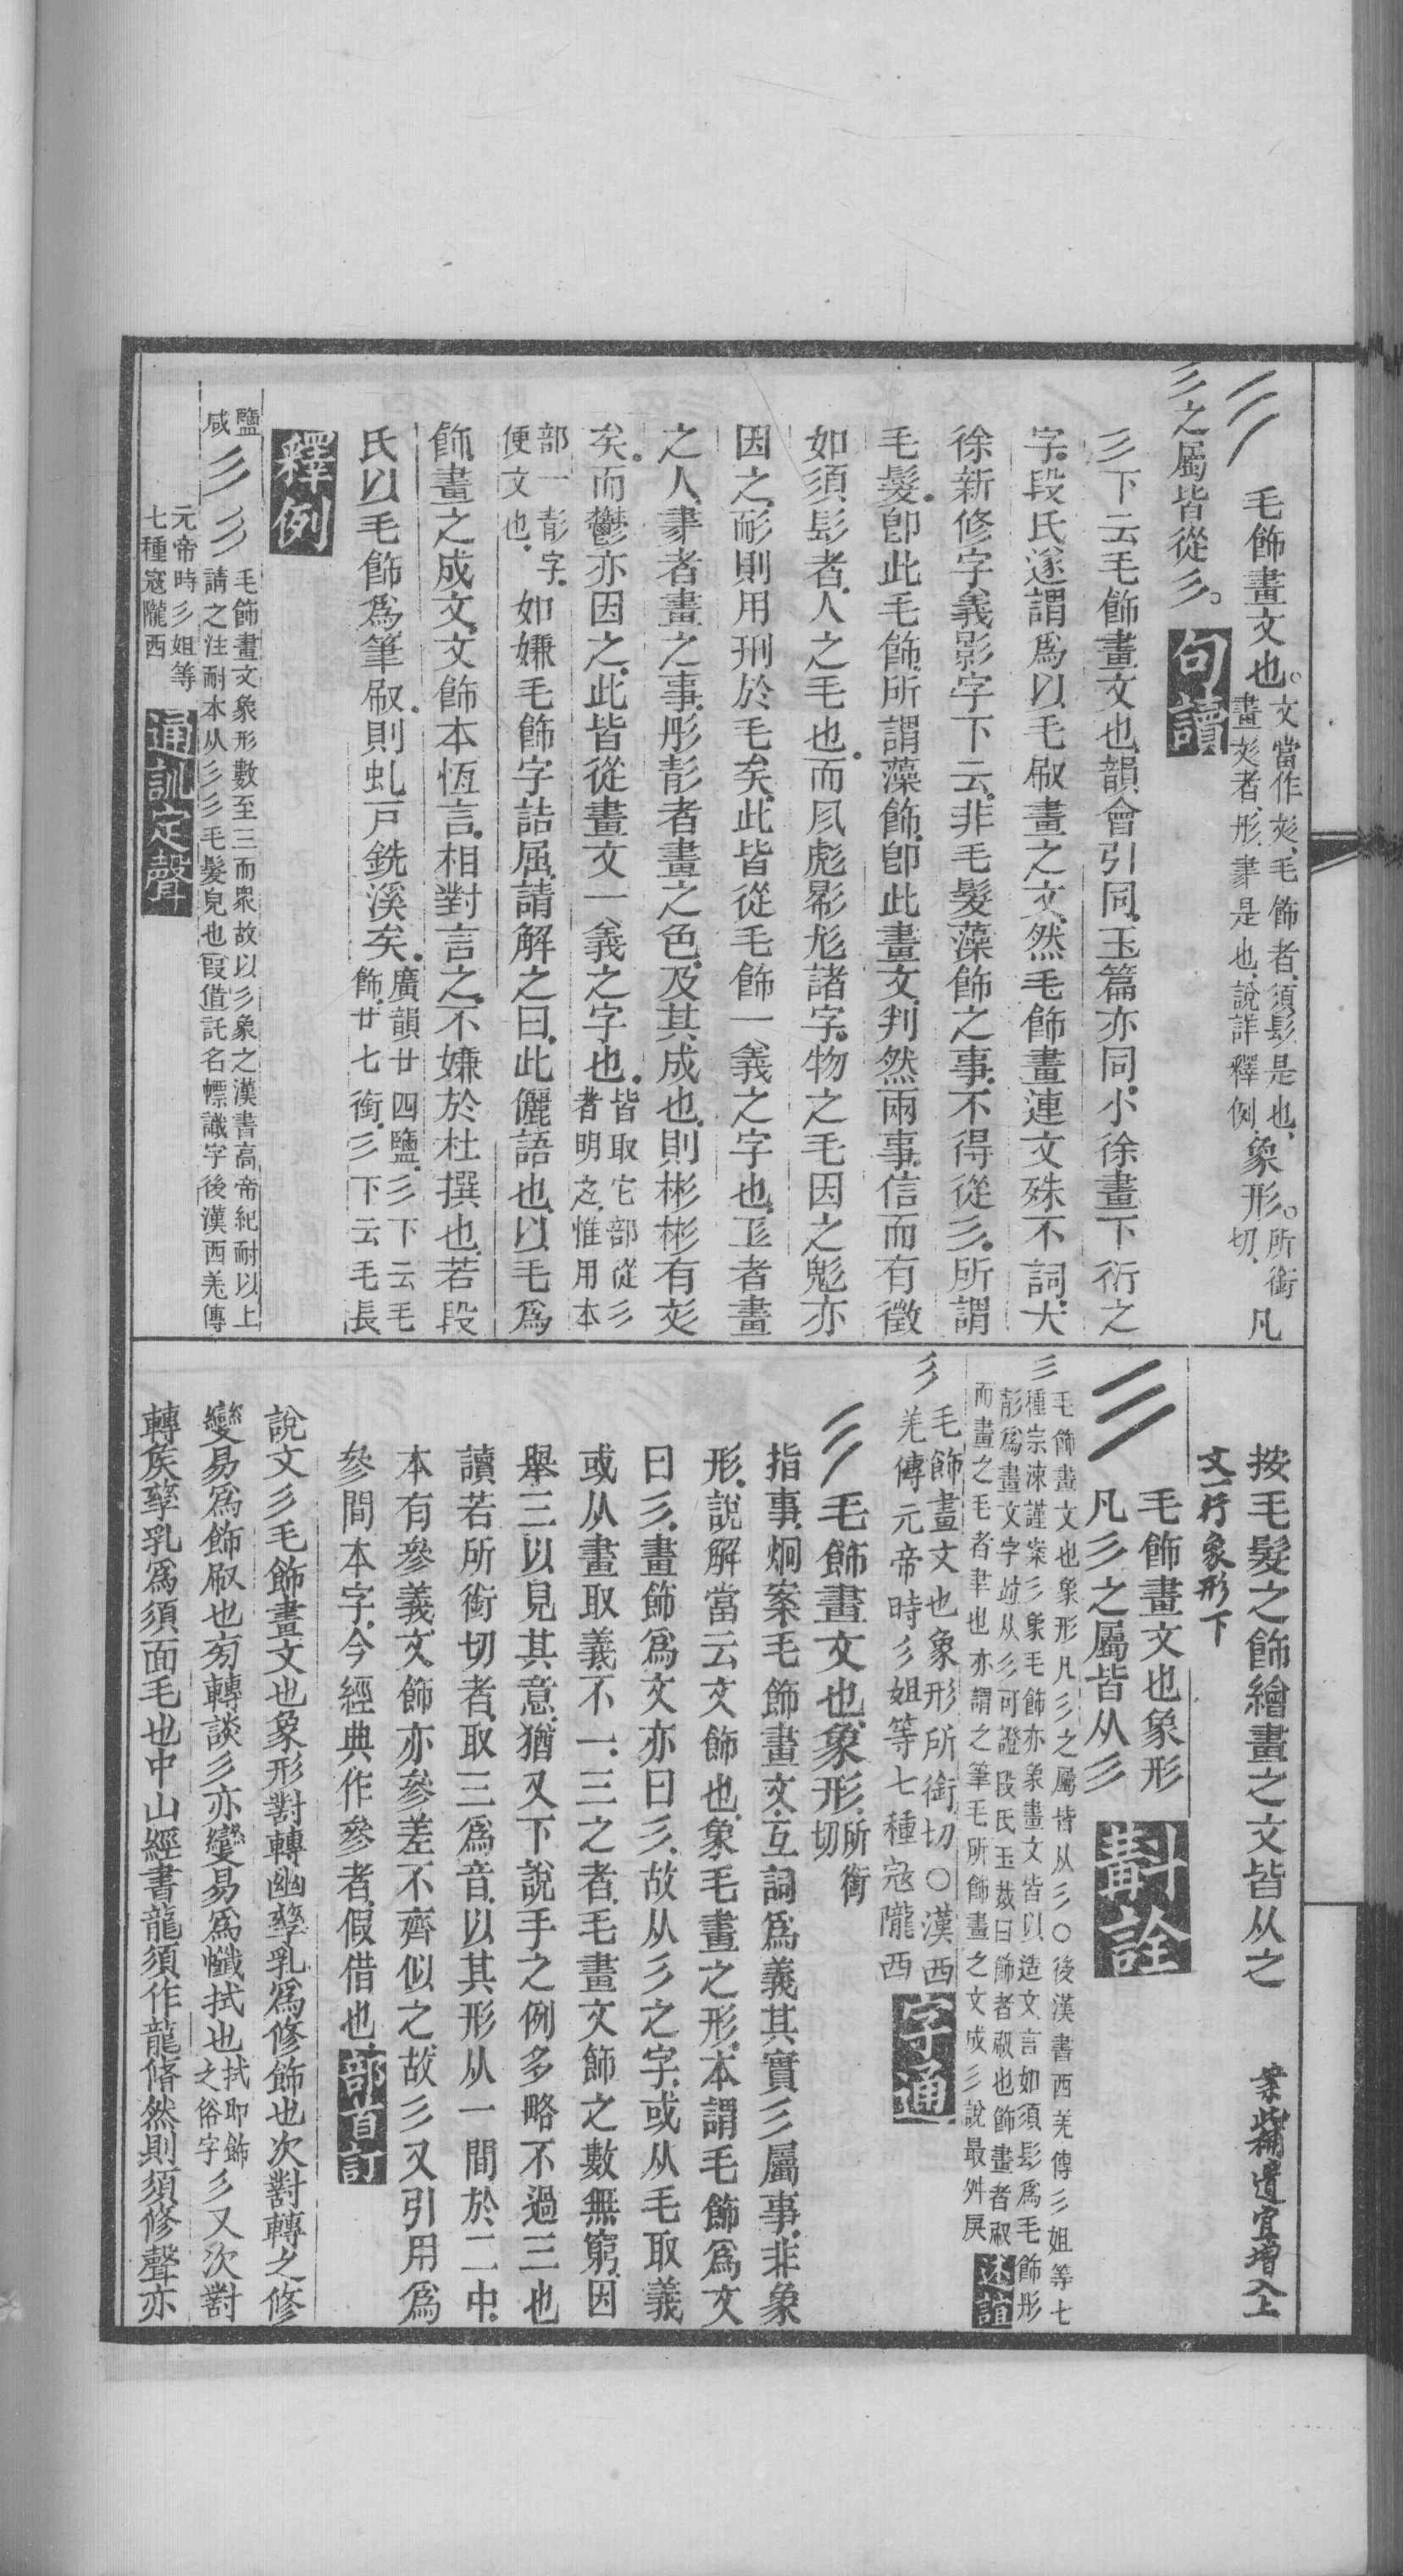 彡 毛飾畫文也。文當作彣、毛飾者、須髟是也、畫彣者、彤、𦘔是也、說詳釋例、象形。所銜切、凡
彡之屬皆從彡。句讀
彡下云毛飾畫文也韻會引同、玉篇亦同、小徐畫下衍之
字、段氏遂謂爲以毛㕞畫之文、然毛飾畫連文殊不詞、大
徐新修字義影字下云、非毛髮藻飾之事、不得從彡、所謂
毛髮、卽此毛飾、所謂藻飾、卽此畫文、判然兩事、信而有徵
如須髟者、人之毛也、而尨彪諸字、物之毛因之、鬽亦
因之、耏則用刑於毛矣、此皆從毛飾一義之字也、者畫
之人、者畫之事、彤彰者畫之色、及其成也、則彬彬有彣
矣、而鬱亦因之、此皆從畫文一義之字也、皆取它部從彡者明之、惟用本
部一彰字、便文也、如嫌毛飾字詰屈、請解之曰、此儷語也、以毛爲
飾、畫之成文、文飾本恆言、相對言之、不嫌於杜撰也、若段
氏以毛飾爲筆㕞、則虬戶銑溪矣、廣韻廿四鹽、彡下云毛飾、廿七銜、彡下云毛長
釋例
鹽咸 彡 彡 毛飾畫文象形數至三而衆故以彡象之漢書高帝紀耐以上請之注耐本从彡彡毛髮皃也叚借託名幖識字後漢西羌傳
元帝時彡姐等七種寇隴西 通訓定聲
按毛髮之飾繪畫之文皆从之 案此補遺宜增入上
文一行象形下
彡 毛飾畫文也象形
凡彡之屬皆从彡 斠詮
彡 毛飾畫文也象形凡彡之屬皆从彡○後漢書西羌傳彡姐等七
種宗涑謹案彡象毛飾亦象畫文皆以造文言如須髟爲毛飾彤
彰爲畫文字竝从彡可證段氏玉裁曰飾者㕞也飾畫者㕞
而畫之毛者聿也亦謂之筆毛所飾畫之文成彡說最舛戾 述誼
彡 毛飾畫文也象形所銜切○漢西
羌傳元帝時彡姐等七種寇隴西 字通
彡 毛飾畫文也、象形、所銜切
指事、炯案、毛飾畫文、互詞爲義、其實彡屬事、非象
形、說解當云文飾也、象毛畫之形、本謂毛飾爲文
曰彡、畫飾爲文亦曰彡、故从彡之字、或从毛取義
或从畫取義、不一、三之者、毛畫文飾之數無窮、因
舉三以見其意、猶又下說手之例多略不過三也
讀若所銜切者、取三爲音、以其形从一間於二中、
本有參義、文飾亦參差不齊似之、故彡又引用爲
參間本字、今經典作參者、假借也、部首訂
說文彡毛飾畫文也象形對轉幽孳乳爲修飾也次對轉之修
變易爲飾㕞也旁轉談彡亦變易爲㦰拭也拭卽飾之俗字彡又次對
轉侯孳乳爲須面毛也中山經書龍須作龍脩然則須修聲亦